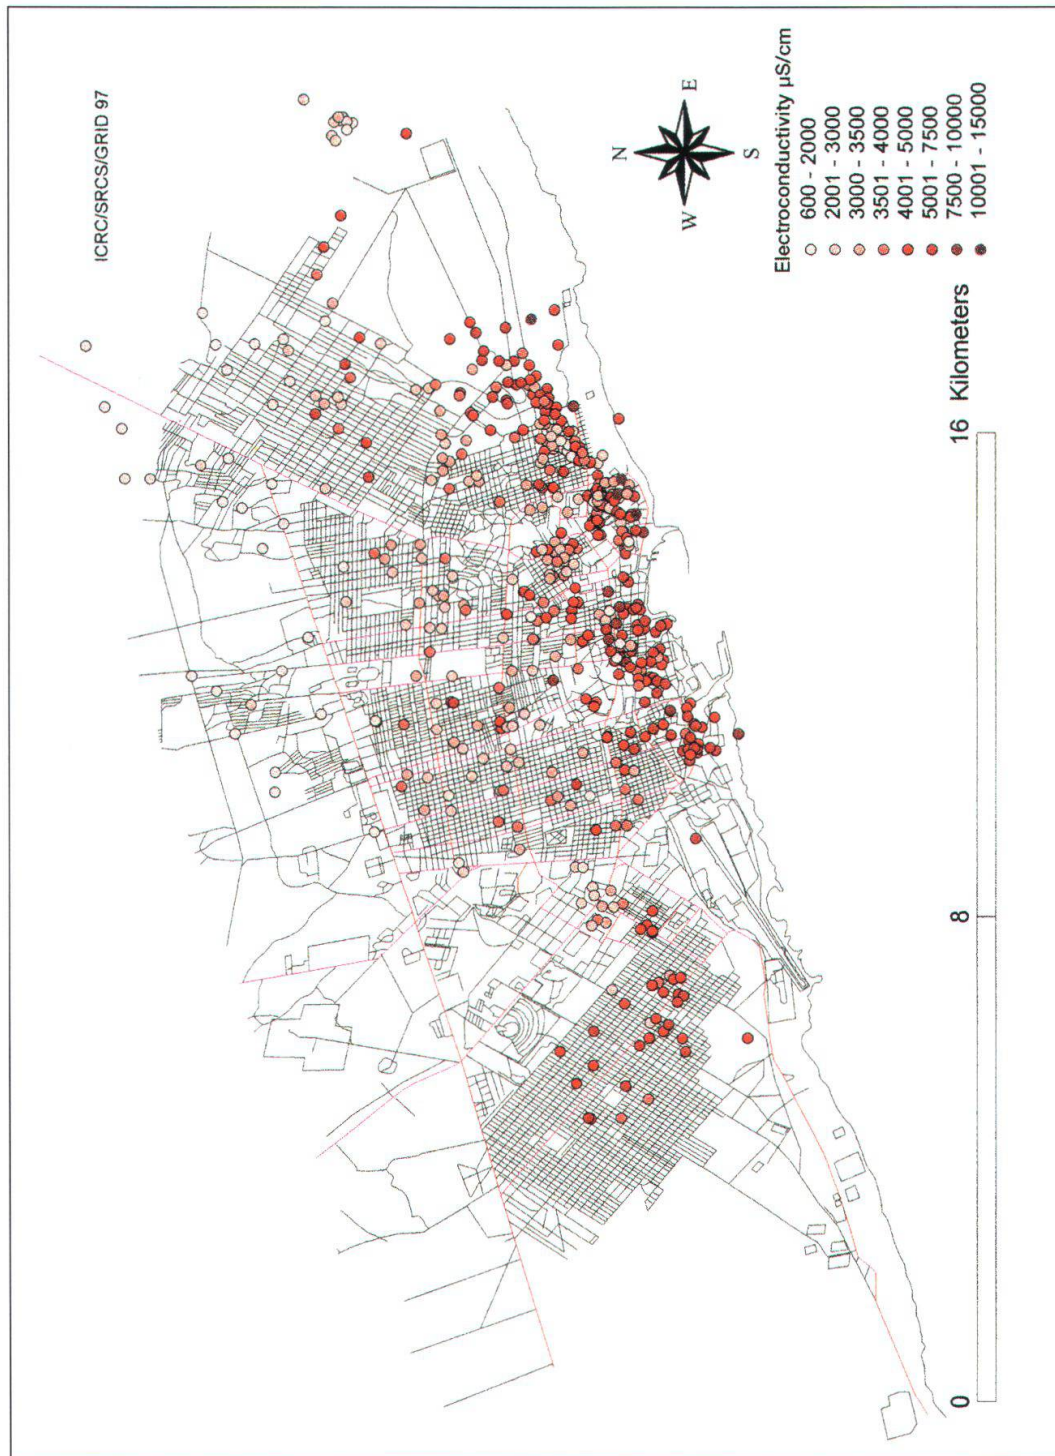 ICRC/SRCS/GRID 97
N
W E
S
Electroconductivity µS/cm
600 - 2000
2001 - 3000
3000 - 3500
3501 - 4000
4001 - 5000
5001 - 7500
7500 - 10000
10001 - 15000
0 8 16 Kilometers